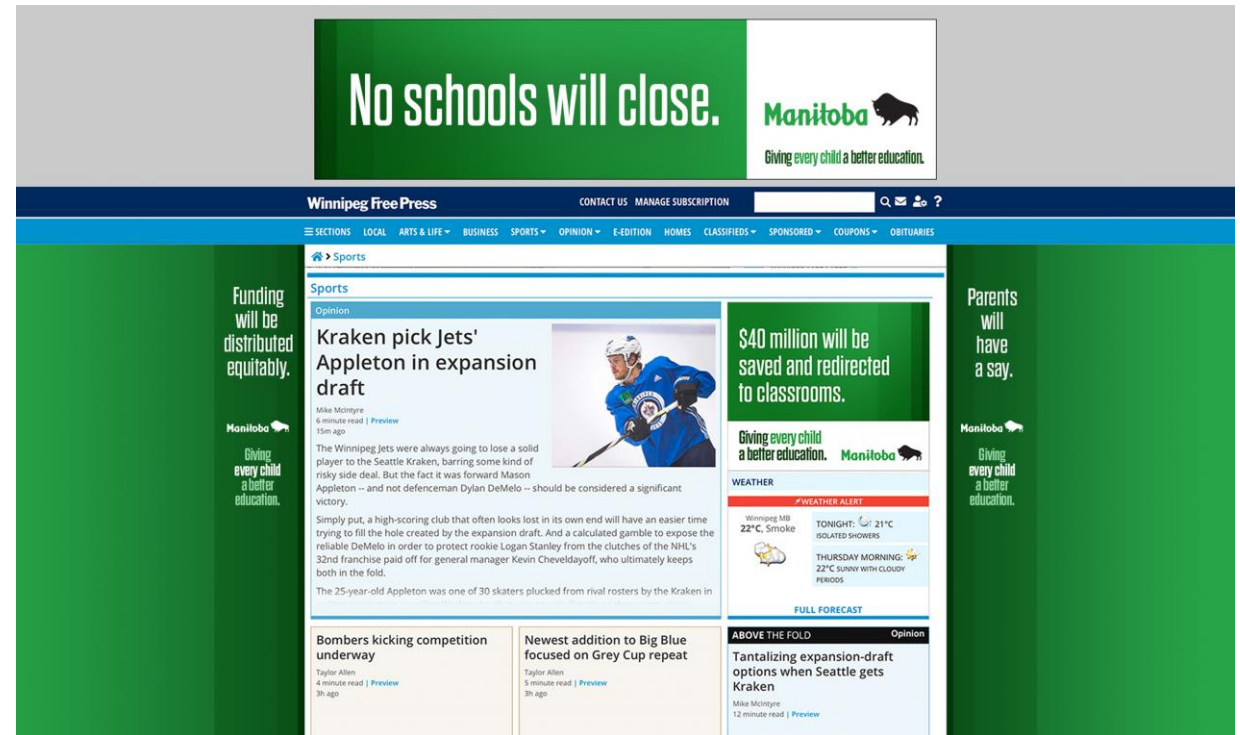 No schools will close.
Manitoba
Giving every child a better education.
Winnipeg Free Press
CONTACT US MANAGE SUBSCRIPTION
?
SECTIONS LOCAL ARTS & LIFE BUSINESS SPORTS OPINION E-EDITION HOMES CLASSIFIEDS SPONSORED COUPONS OBITUARIES
> Sports
Funding
will be
distributed
equitably.
Manitoba
Giving
every child
a better
education.
Sports
Opinion
Kraken pick Jets'
Appleton in expansion
draft
Mike McIntyre
6 minute read | Preview
15m ago
The Winnipeg Jets were always going to lose a solid
player to the Seattle Kraken, barring some kind of
risky side deal. But the fact it was forward Mason
Appleton -- and not defenceman Dylan DeMelo -- should be considered a significant
victory.
Simply put, a high-scoring club that often looks lost in its own end will have an easier time
trying to fill the hole created by the expansion draft. And a calculated gamble to expose the
reliable DeMelo in order to protect rookie Logan Stanley from the clutches of the NHL's
32nd franchise paid off for general manager Kevin Cheveldayoff, who ultimately keeps
both in the fold.
The 25-year-old Appleton was one of 30 skaters plucked from rival rosters by the Kraken in
$40 million will be
saved and redirected
to classrooms.
Giving every child
a better education.
Manitoba
WEATHER
WEATHER ALERT
Winnipeg MB
22°C, Smoke
TONIGHT: 21°C
ISOLATED SHOWERS
THURSDAY MORNING:
22°C SUNNY WITH CLOUDY
PERIODS
FULL FORECAST
Parents
will
have
a say.
Manitoba
Giving
every child
a better
education.
Bombers kicking competition
underway
Taylor Allen
4 minute read | Preview
3h ago
Newest addition to Big Blue
focused on Grey Cup repeat
Taylor Allen
5 minute read | Preview
3h ago
ABOVE THE FOLD Opinion
Tantalizing expansion-draft
options when Seattle gets
Kraken
Mike McIntyre
12 minute read | Preview